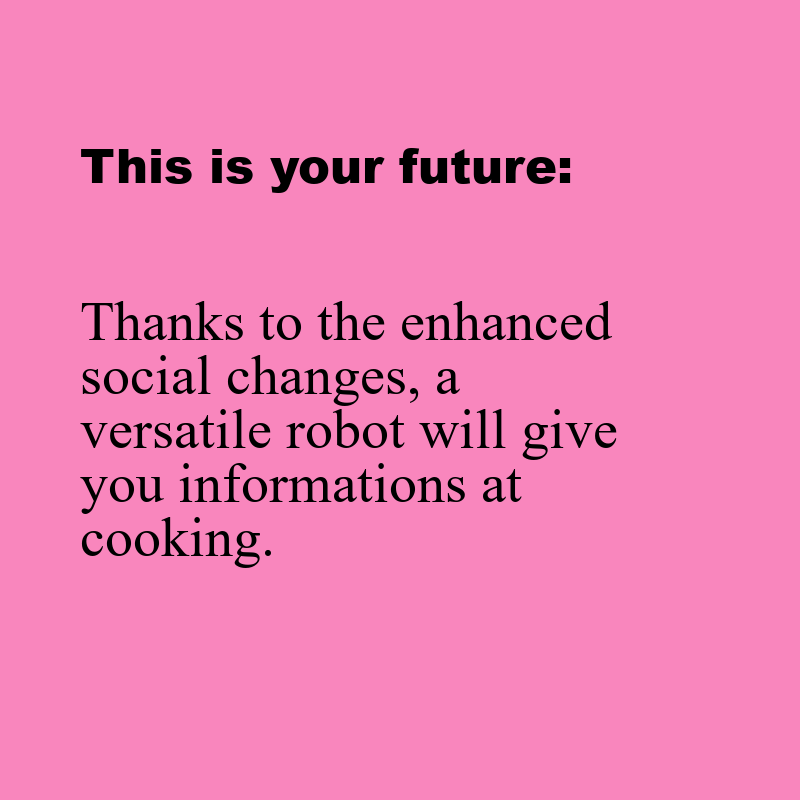 This is your future:
Thanks to the enhanced
social changes, a
versatile robot will give
you informations at
cooking.